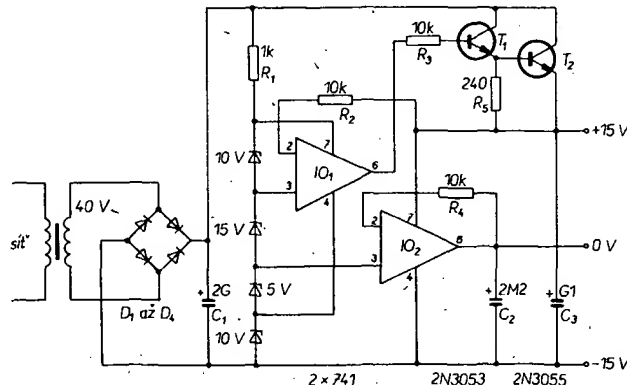 10k
R3
T1
T2
1k
R1
10k
R2
240
R5
+15 V
10 V
2
7
IO1
6
3
4
10k
R4
15 V
2
7
IO2
6
0 V
3
4
40 V
síť
+ 2G
C1
5 V
+ 2M2
C2
+ G1
C3
D1 až D4
10 V
-15 V
2 × 741
2N3053
2N3055